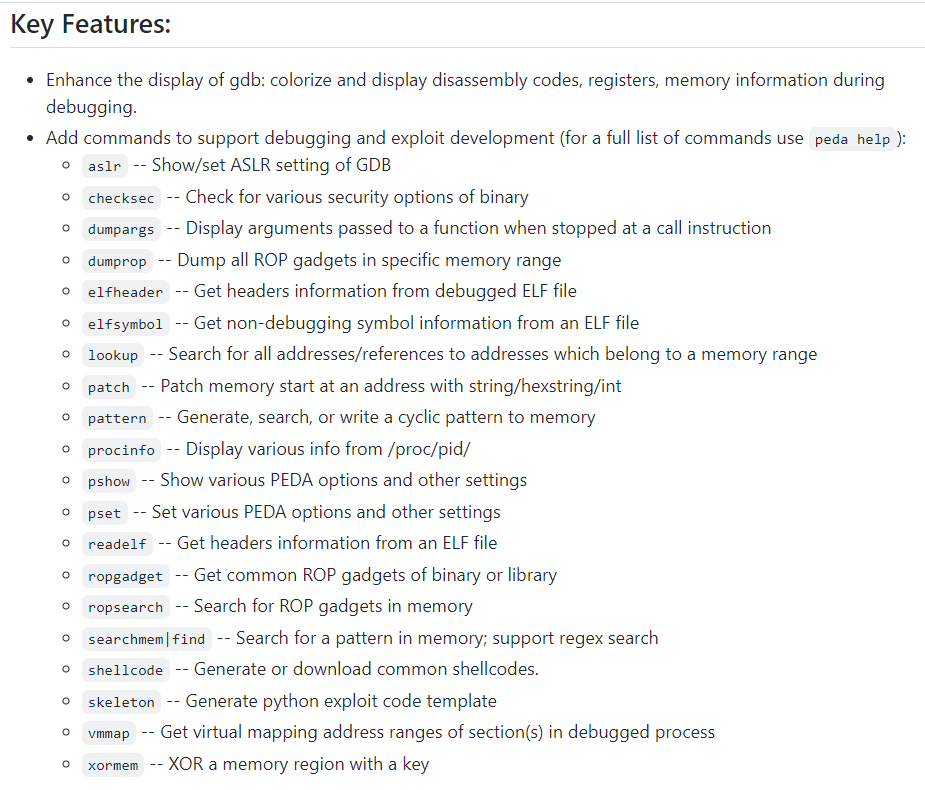 Key Features:
Enhance the display of gdb: colorize and display disassembly codes, registers, memory information during
debugging.
Add commands to support debugging and exploit development (for a full list of commands use peda help ):
aslr -- Show/set ASLR setting of GDB
checksec -- Check for various security options of binary
dumpargs -- Display arguments passed to a function when stopped at a call instruction
dumprop -- Dump all ROP gadgets in specific memory range
elfheader -- Get headers information from debugged ELF file
elfsymbol -- Get non-debugging symbol information from an ELF file
lookup -- Search for all addresses/references to addresses which belong to a memory range
patch -- Patch memory start at an address with string/hexstring/int
pattern -- Generate, search, or write a cyclic pattern to memory
procinfo -- Display various info from /proc/pid/
pshow -- Show various PEDA options and other settings
pset -- Set various PEDA options and other settings
readelf -- Get headers information from an ELF file
ropgadget -- Get common ROP gadgets of binary or library
ropsearch -- Search for ROP gadgets in memory
searchmem|find -- Search for a pattern in memory; support regex search
shellcode -- Generate or download common shellcodes.
skeleton -- Generate python exploit code template
vmmap -- Get virtual mapping address ranges of section(s) in debugged process
xormem -- XOR a memory region with a key